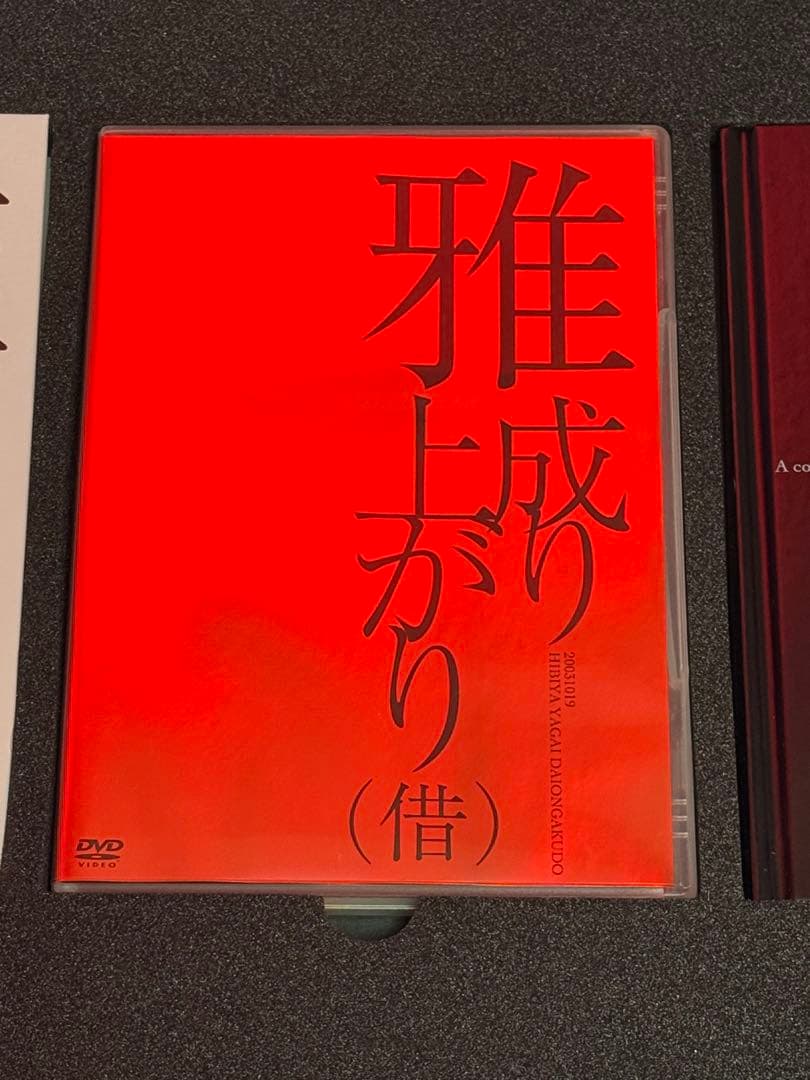 雅
成り
上がり
(借)
20031019
HIBIYA YAGAI DAIONGAKUDO
DVD
VIDEO
A co